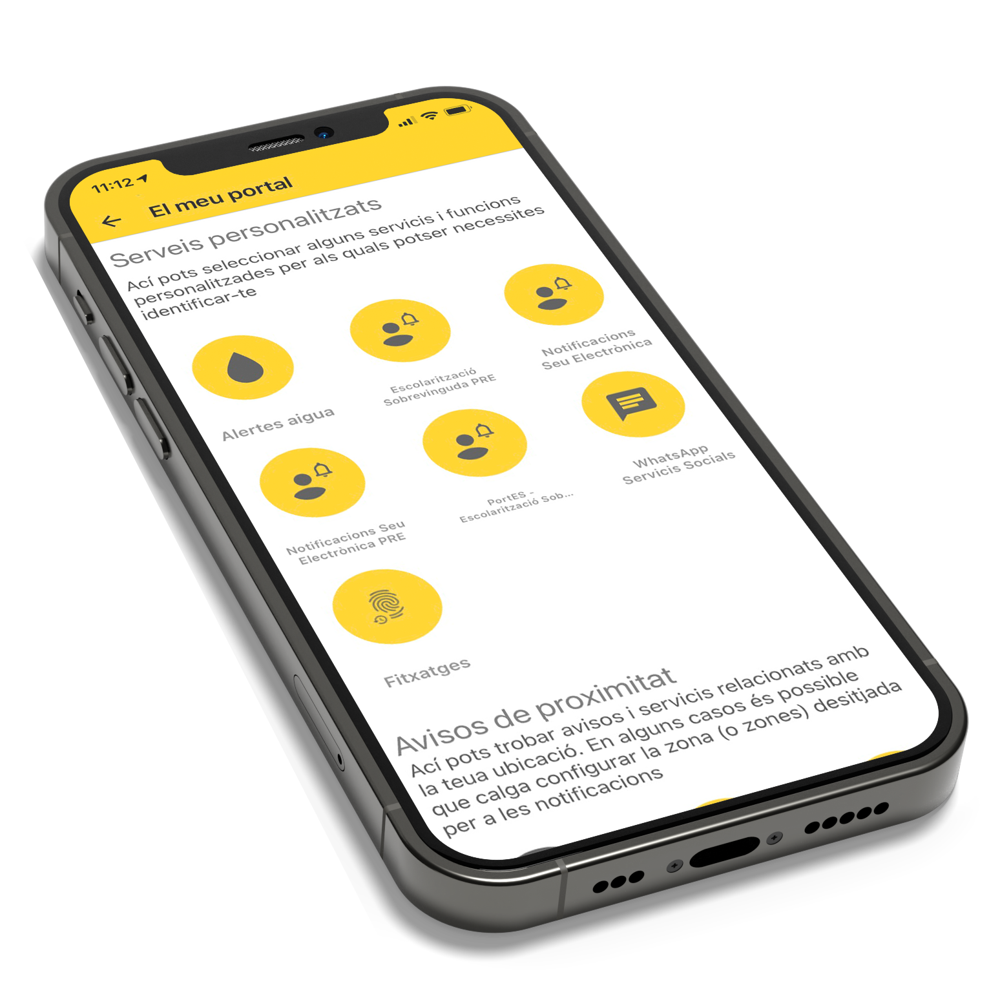 11:12
El meu portal
Serveis personalitzats
Ací pots seleccionar alguns servicis i funcions
personalitzades per als quals potser necessites
identificar-te
Alertes aigua
Escolarització
Sobrevinguda PRE
Notificacions
Seu Electrònica
Notificacions Seu
Electrònica PRE
PortES -
Escolarització Sob...
WhatsApp
Servicis Socials
Fitxatges
Avisos de proximitat
Ací pots trobar avisos i servicis relacionats amb
la teua ubicació. En alguns casos és possible
que calga configurar la zona (o zones) desitjada
per a les notificacions